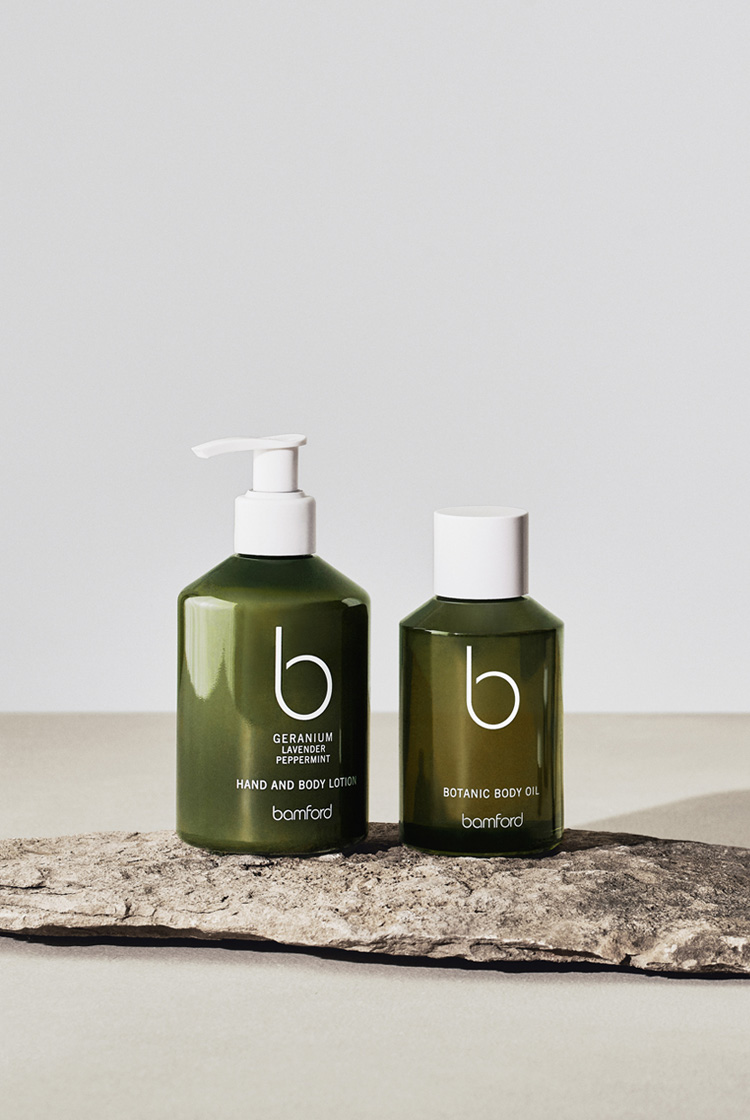 b
GERANIUM
LAVENDER
PEPPERMINT
HAND AND BODY LOTION
bamford
b
BOTANIC BODY OIL
bamford